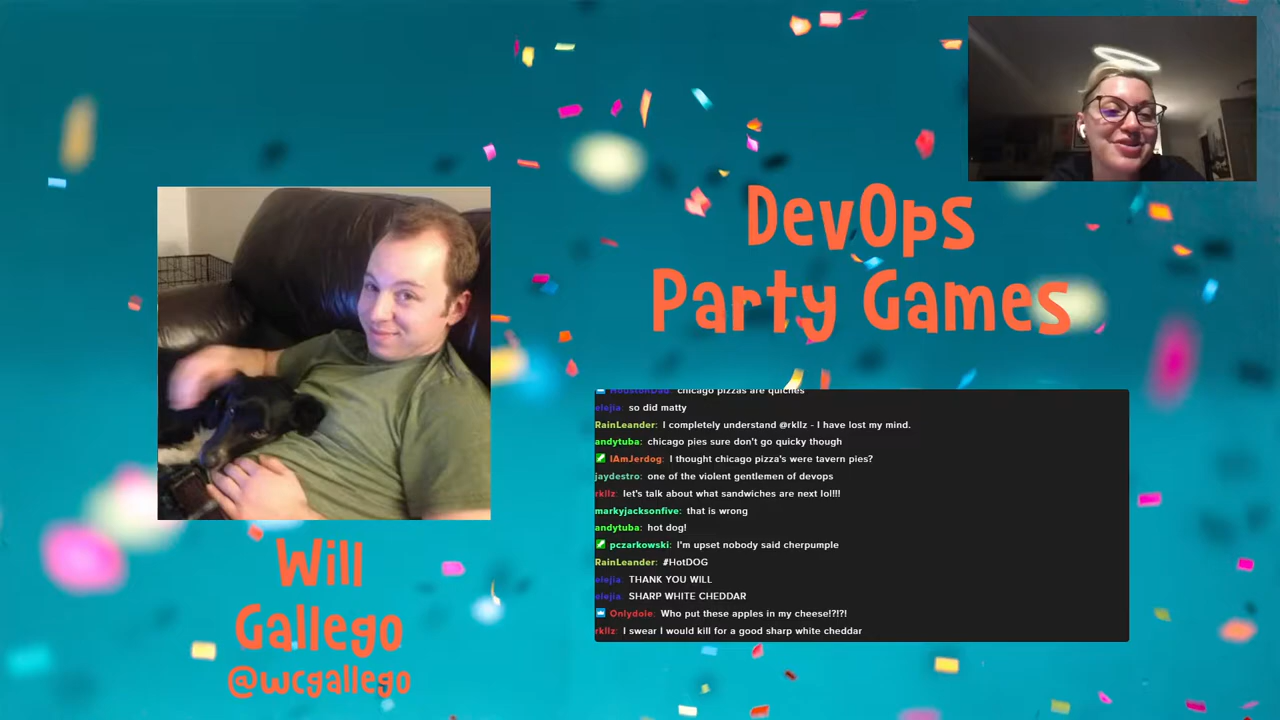 DevOps
Party Games
HoustonDad: chicago pizzas are quiches
elejia: so did matty
RainLeander: I completely understand @rkllz - I have lost my mind.
andytuba: chicago pies sure don't go quicky though
IAmJerdog: I thought chicago pizza's were tavern pies?
jaydestro: one of the violent gentlemen of devops
rkllz: let's talk about what sandwiches are next lol!!!
markyjacksonfive: that is wrong
andytuba: hot dog!
pczarkowski: I'm upset nobody said cherpumple
RainLeander: #HotDOG
elejia: THANK YOU WILL
elejia: SHARP WHITE CHEDDAR
Onlydole: Who put these apples in my cheese!?!?!
rkllz: I swear I would kill for a good sharp white cheddar
Will
Gallego
@wcgallego